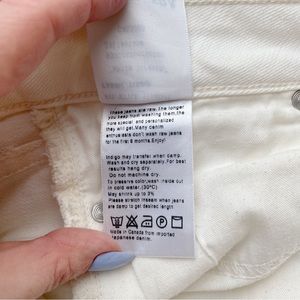 These jeans are raw. The longer
you keep from washing them, the
more special and personalized
they will get. Many denim
enthusiasts don't wash raw jeans
for the first 6 months. Enjoy!
Indigo may transfer when damp.
Wash and dry separately. For best
results hang dry.
Do not machine dry.
To preserve color, wash inside out
in cold water, (30°C)
May shrink up to 3%
Please stretch inseam when jeans
are damp to get desired length
Made in Canada from imported
Japanese denim.